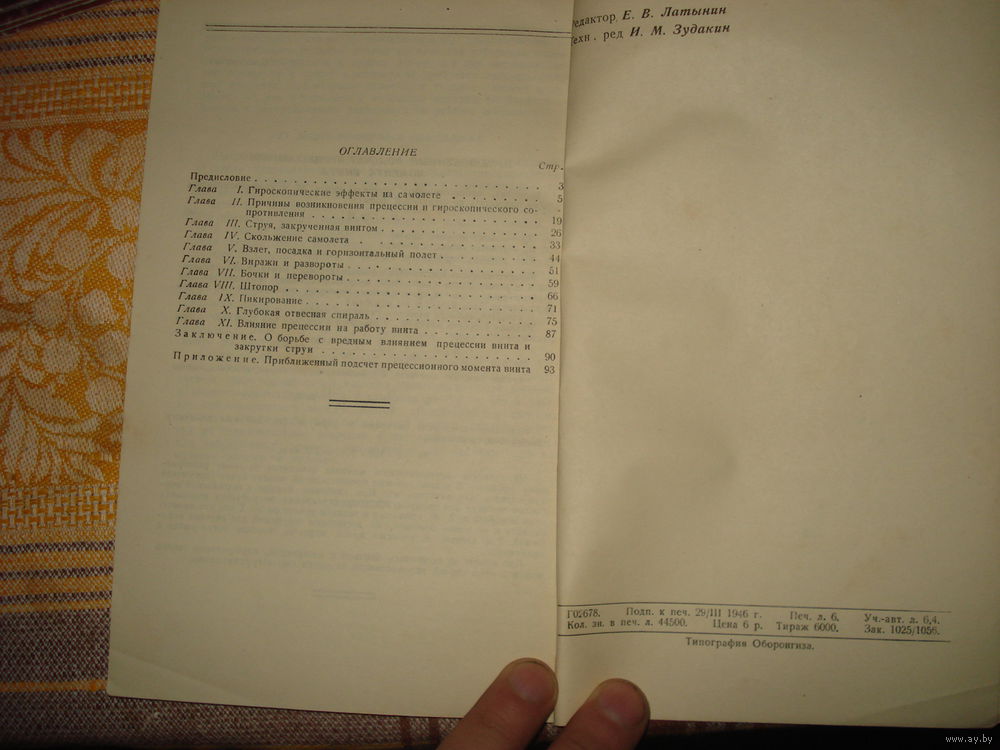 ОГЛАВЛЕНИЕ
Стр.
Предисловие . . . . . . . . . . . . . . . . . . . . 3
Глава I. Гироскопические эффекты на самолете . . . . . . . . 5
Глава II. Причины возникновения прецессии и гироскопического со-
противления . . . . . . . . . . . . . . . . . . 19
Глава III. Струя, закрученная винтом . . . . . . . . . . . . . 26
Глава IV. Скольжение самолета . . . . . . . . . . . . . . . 33
Глава V. Взлет, посадка и горизонтальный полет . . . . . . . . 44
Глава VI. Виражи и развороты . . . . . . . . . . . . . . . 51
Глава VII. Бочки и перевороты . . . . . . . . . . . . . . . 59
Глава VIII. Штопор . . . . . . . . . . . . . . . . . . . . 66
Глава IX. Пикирование . . . . . . . . . . . . . . . . . . 71
Глава X. Глубокая отвесная спираль . . . . . . . . . . . . . 75
Глава XI. Влияние прецессии на работу винта . . . . . . . . . 87
Заключение. О борьбе с вредным влиянием прецессии винта и
закрутки струи . . . . . . . . . . . . . . . . . 90
Приложение. Приближенный подсчет прецессионного момента винта 93
Редактор Е. В. Латынин
Техн. ред И. М. Зудакин
Г02678. Подп. к печ. 29/III 1946 г. Печ. л. 6. Уч.-авт. л. 6,4.
Кол. зн. в печ. л. 44500. Цена 6 р. Тираж 6000. Зак. 1025/1056.
Типография Оборонгиза.
www.ay.by